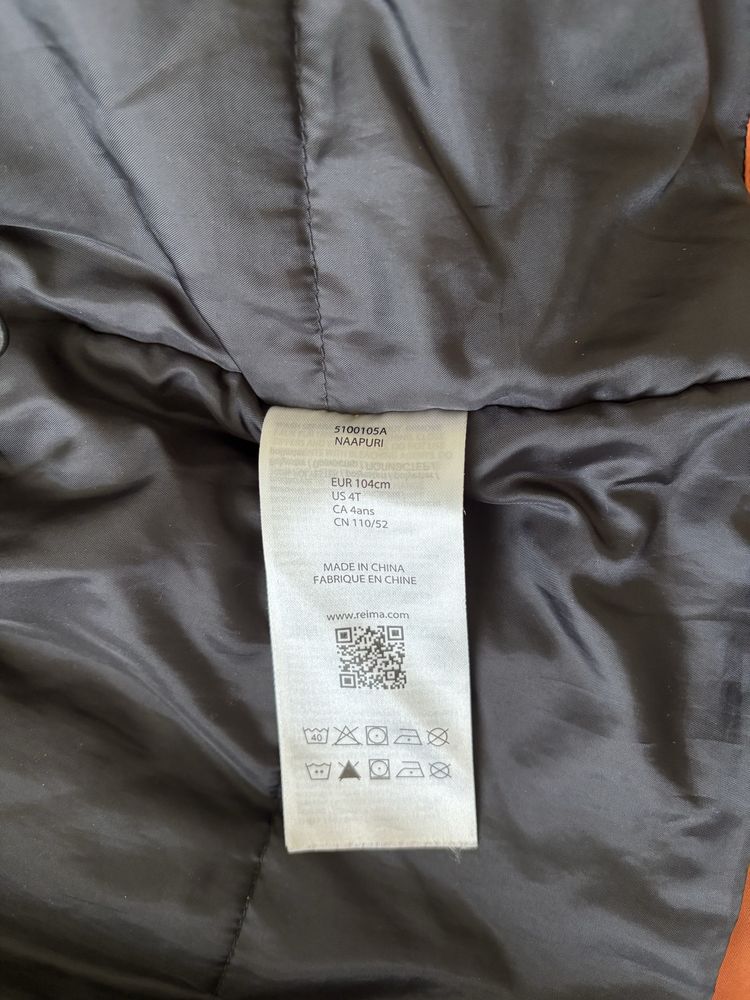 5100105A
NAAPURI
EUR 104cm
US 4T
CA 4ans
CN 110/52
MADE IN CHINA
FABRIQUE EN CHINE
www.reima.com
40